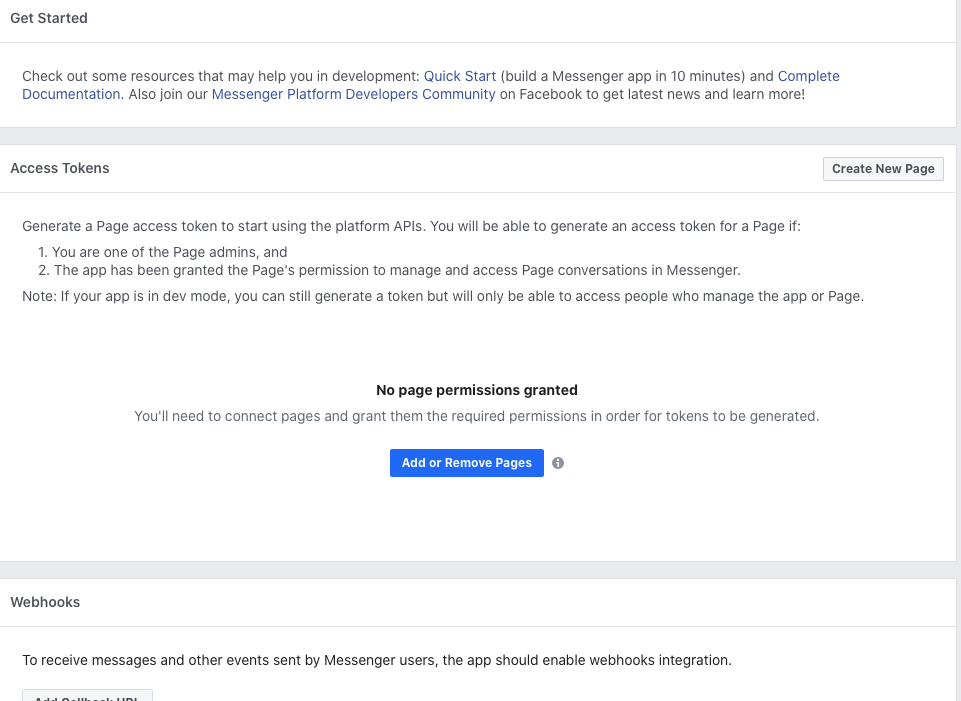 Get Started
Check out some resources that may help you in development: Quick Start (build a Messenger app in 10 minutes) and Complete
Documentation. Also join our Messenger Platform Developers Community on Facebook to get latest news and learn more!
Access Tokens
Create New Page
Generate a Page access token to start using the platform APIs. You will be able to generate an access token for a Page if:
1. You are one of the Page admins, and
2. The app has been granted the Page's permission to manage and access Page conversations in Messenger.
Note: If your app is in dev mode, you can still generate a token but will only be able to access people who manage the app or Page.
No page permissions granted
You'll need to connect pages and grant them the required permissions in order for tokens to be generated.
Add or Remove Pages
Webhooks
To receive messages and other events sent by Messenger users, the app should enable webhooks integration.
Add Callback URL